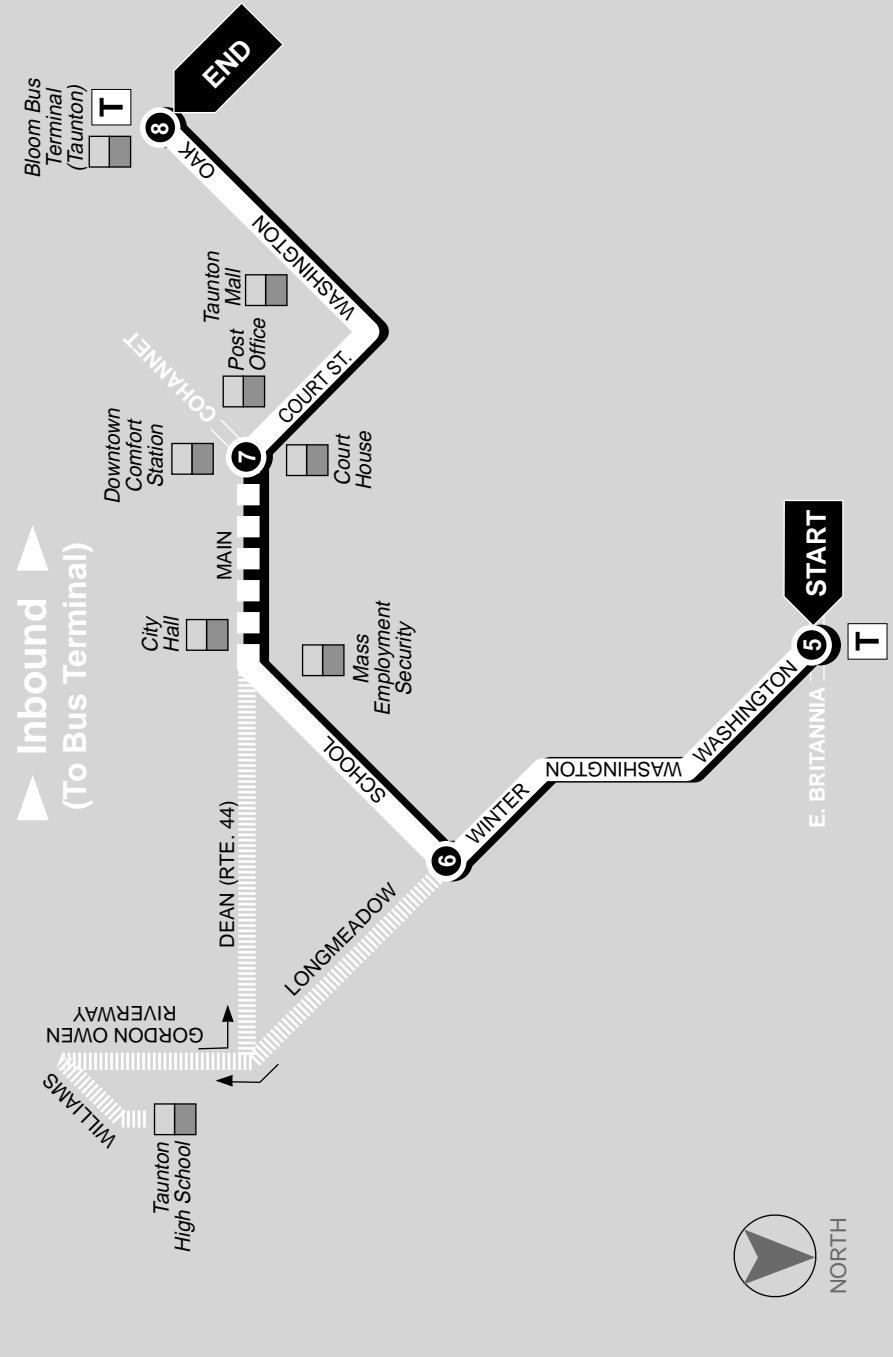 Inbound
(To Bus Terminal)
Taunton
High School
WILLIAMS
GORDON OWEN
RIVERWAY
DEAN (RTE. 44)
LONGMEADOW
City
Hall
MAIN
Downtown
Comfort
Station
COHANNET
Post
Office
Taunton
Mall
Bloom Bus
Terminal
(Taunton)
T
8
END
OAK
WASHINGTON
COURT ST.
7
Court
House
Mass
Employment
Security
SCHOOL
6
WINTER
WASHINGTON
WASHINGTON
E. BRITANNIA
5
START
T
NORTH